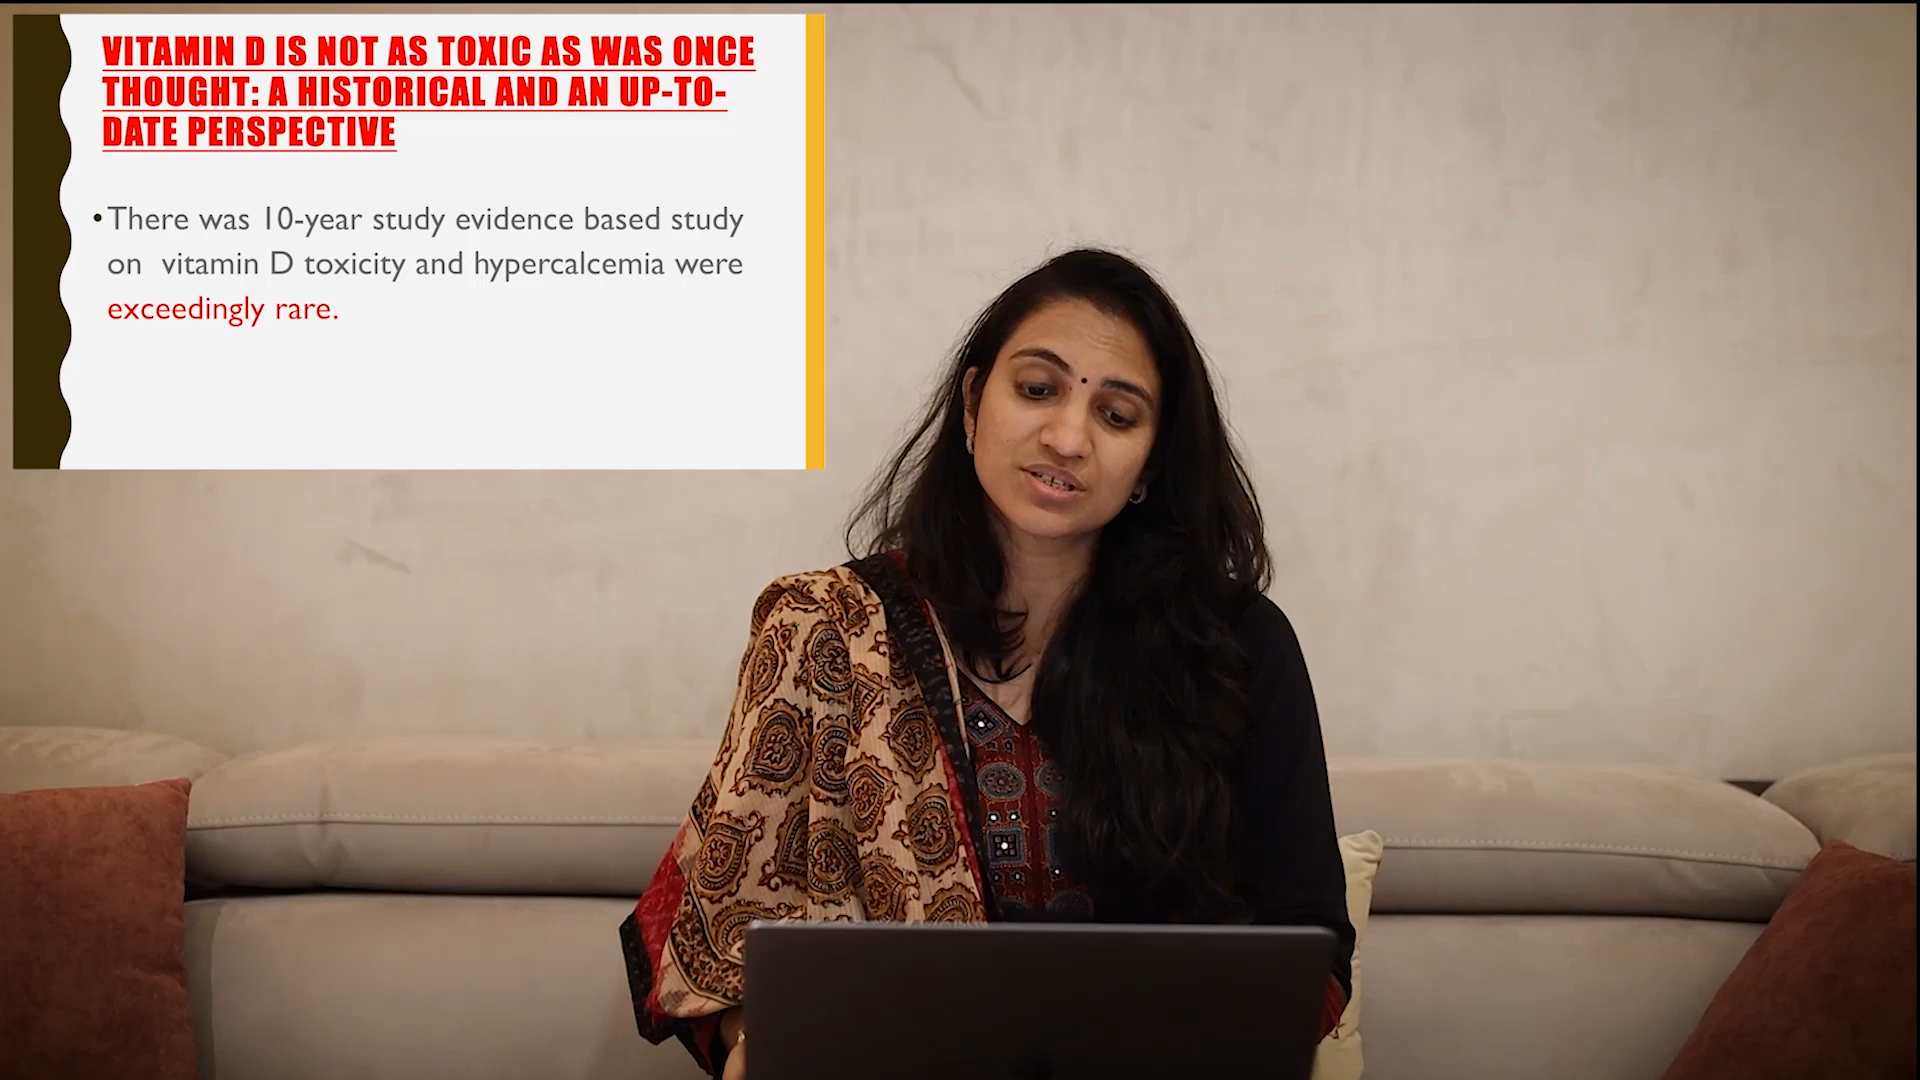 VITAMIN D IS NOT AS TOXIC AS WAS ONCE
THOUGHT: A HISTORICAL AND AN UP-TO-
DATE PERSPECTIVE
•There was 10-year study evidence based study
on vitamin D toxicity and hypercalcemia were
exceedingly rare.